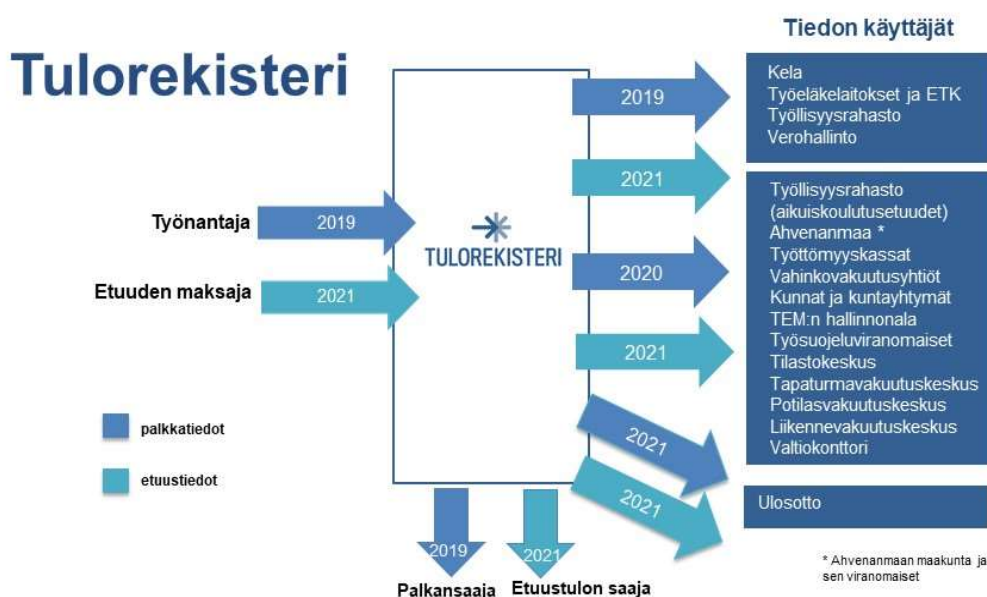 Tulorekisteri
Tiedon käyttäjät
Kela
Työeläkelaitokset ja ETK
Työllisyysrahasto
Verohallinto
2019
2021
Työnantaja
2019
Etuuden maksaja
2021
TULOREKISTERI
2020
2021
Työllisyysrahasto
(aikuiskoulutusetuudet)
Ahvenanmaa *
Työttömyyskassat
Vahinkovakuutusyhtiöt
Kunnat ja kuntayhtymät
TEM:n hallinnonala
Työsuojeluviranomaiset
Tilastokeskus
Tapaturmavakuutuskeskus
Potilasvakuutuskeskus
Liikennevakuutuskeskus
Valtiokonttori
palkkatiedot
etuustiedot
2021
2021
Ulosotto
2019
2021
Palkansaaja
Etuustulon saaja
* Ahvenanmaan maakunta ja
sen viranomaiset